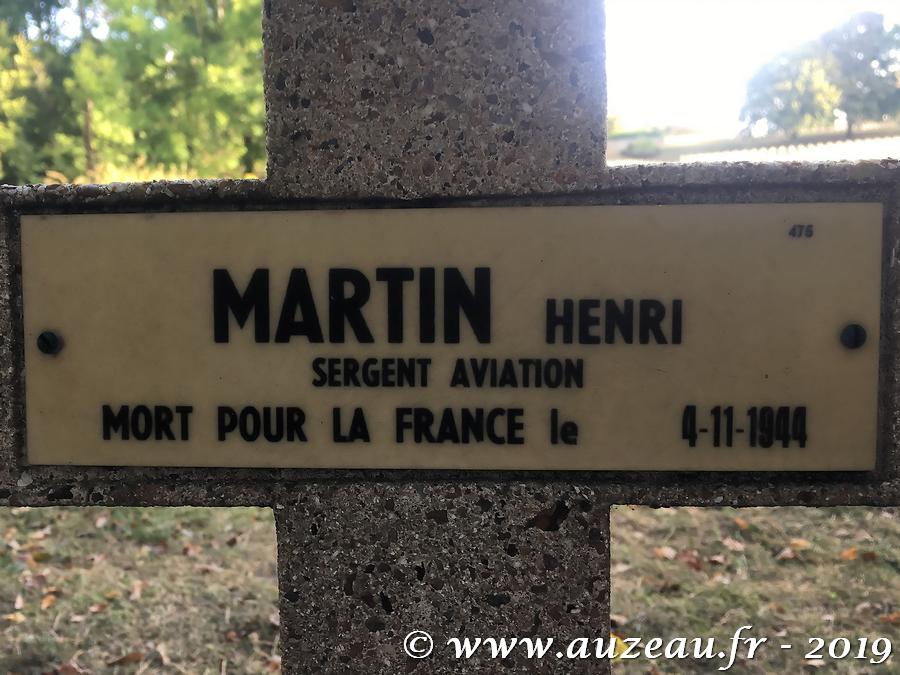 476
MARTIN HENRI
SERGENT AVIATION
MORT POUR LA FRANCE le 4-11-1944
© www.auzeau.fr - 2019